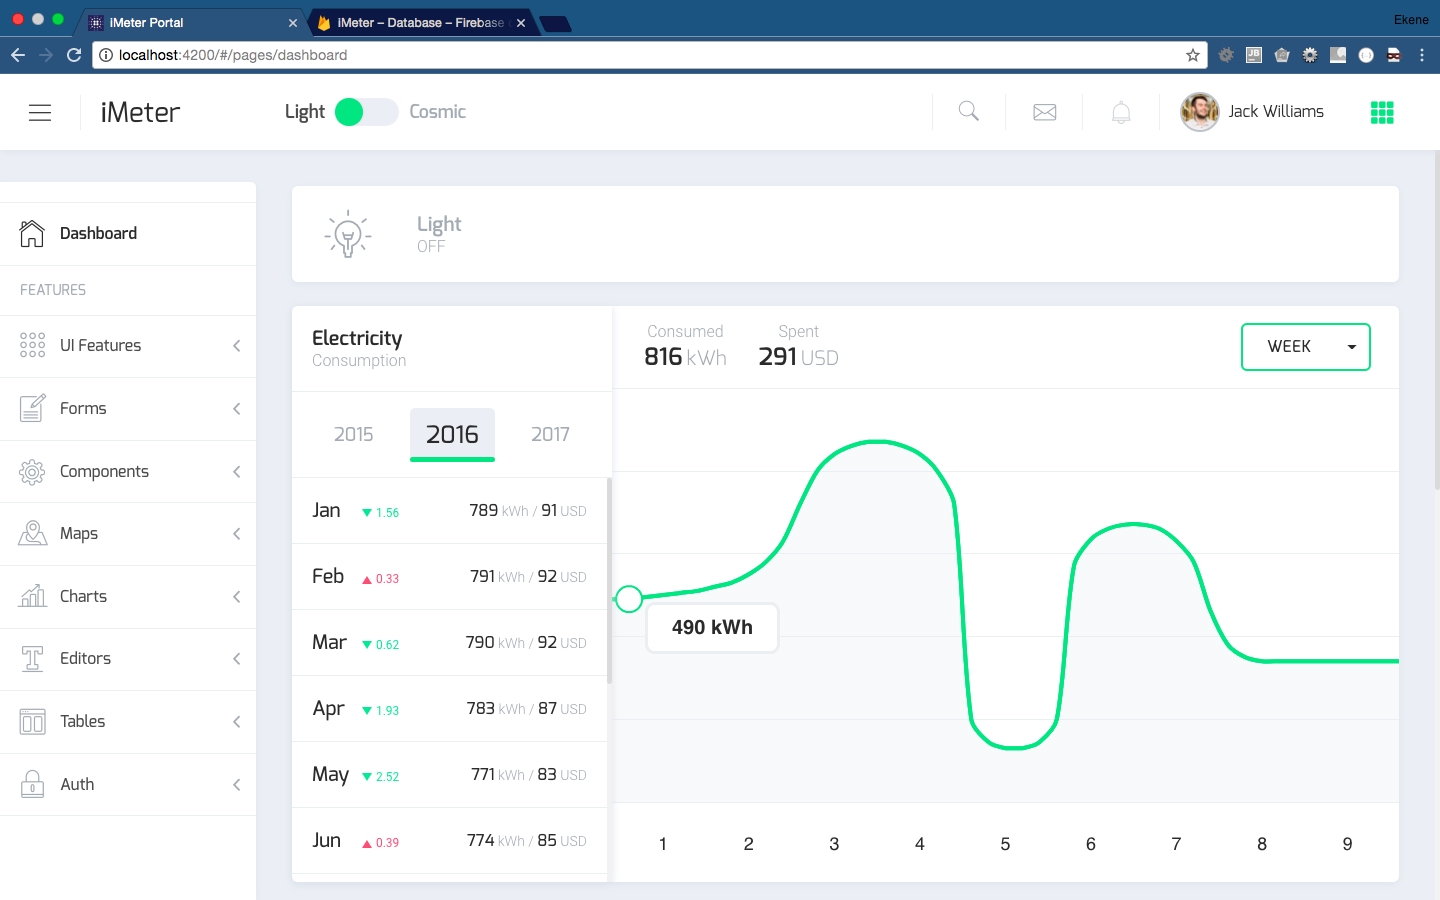 iMeter Portal
iMeter – Database – Firebase
Ekene
localhost:4200/#/pages/dashboard
iMeter
Light
Cosmic
Jack Williams
Dashboard
FEATURES
UI Features
Forms
Components
Maps
Charts
Editors
Tables
Auth
Light
OFF
Electricity
Consumption
2015 2016 2017
Jan 1.56 789 kWh / 91 USD
Feb 0.33 791 kWh / 92 USD
Mar 0.62 790 kWh / 92 USD
Apr 1.93 783 kWh / 87 USD
May 2.52 771 kWh / 83 USD
Jun 0.39 774 kWh / 85 USD
Consumed Spent
816 kWh 291 USD
WEEK
490 kWh
1 2 3 4 5 6 7 8 9